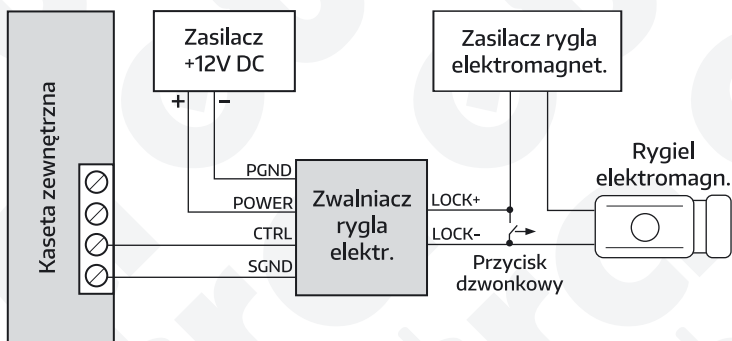 Kaseta zewnętrzna
Zasilacz
+12V DC
+ –
Zasilacz rygla
elektromagnet.
PGND
POWER
CTRL
SGND
Zwalniacz
rygla
elektr.
LOCK+
LOCK-
Przycisk
dzwonkowy
Rygiel
elektromagn.